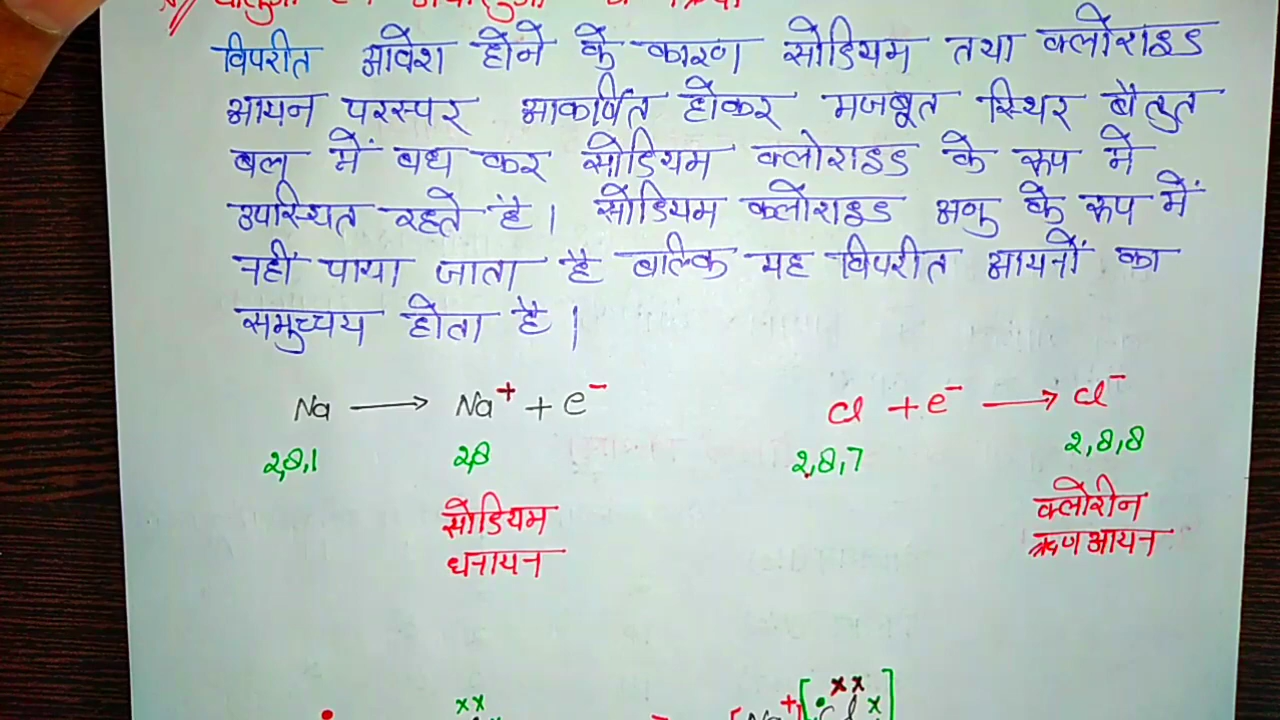 विपरीत आवेश होने के कारण सोडियम तथा क्लोराइड
आयन परस्पर आकर्षित होकर मजबूत स्थिर वैद्युत
बल में बध कर सोडियम क्लोराइड के रूप में
उपस्थित रहते है। सोडियम क्लोराइड अणु के रूप में
नहीं पाया जाता है बल्कि यह विपरीत आयनों का
समुच्चय होता है।
Na ⟶ Na⁺ + e⁻ Cl + e⁻ ⟶ Cl⁻
2,8,1 2,8 2,8,7 2,8,8
सोडियम क्लोरीन
धनायन ऋणआयन